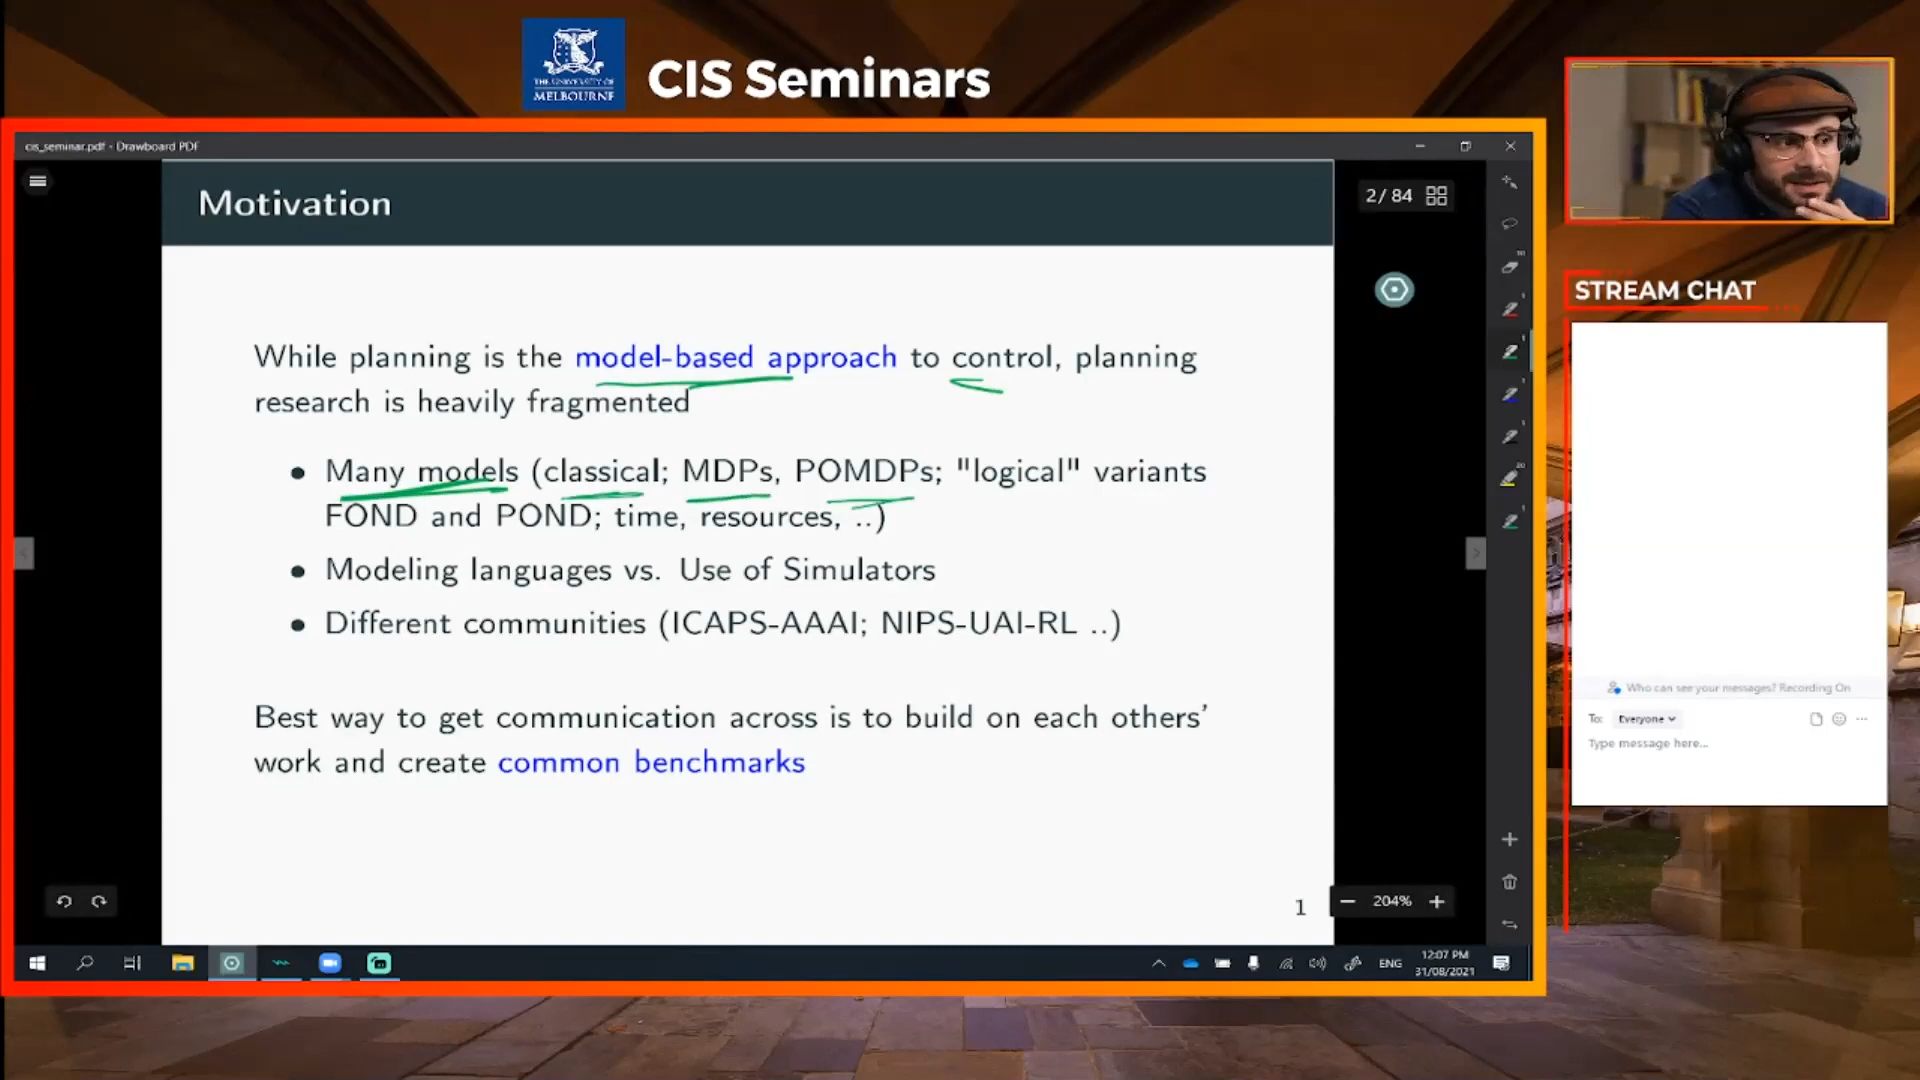 THE UNIVERSITY OF
MELBOURNE
CIS Seminars
cis_seminar.pdf - Drawboard PDF
Motivation
2 / 84
While planning is the model-based approach to control, planning
research is heavily fragmented
• Many models (classical; MDPs, POMDPs; "logical" variants
FOND and POND; time, resources, ..)
• Modeling languages vs. Use of Simulators
• Different communities (ICAPS-AAAI; NIPS-UAI-RL ..)
Best way to get communication across is to build on each others'
work and create common benchmarks
1
204%
ENG
12:07 PM
31/08/2021
STREAM CHAT
Who can see your messages? Recording On
To: Everyone
Type message here...